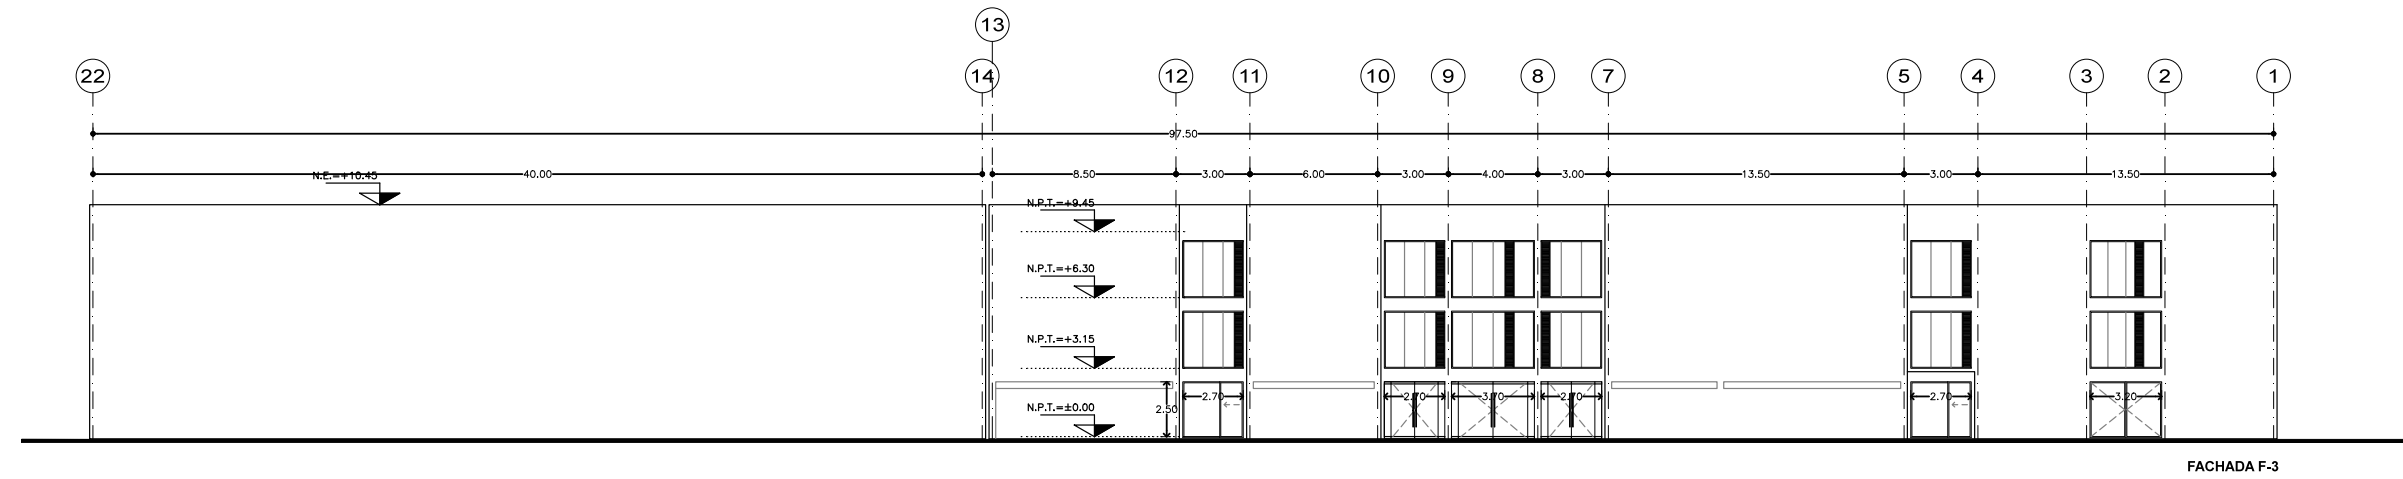 13
22 14 12 11 10 9 8 7 5 4 3 2 1
97.50
40.00 8.50 3.00 6.00 3.00 4.00 3.00 13.50 3.00 13.50
N.E.=+10.45
N.P.T.=+9.45
N.P.T.=+6.30
N.P.T.=+3.15
2.70 2.70 3.70 2.70 2.70 3.20
N.P.T.=±0.00
2.50
FACHADA F-3